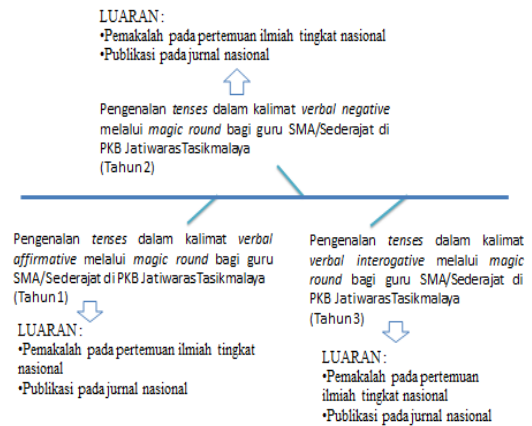 LUARAN :
•Pemakalah pada pertemuan ilmiah tingkat nasional
•Publikasi pada jurnal nasional
Pengenalan tenses dalam kalimat verbal negative
melalui magic round bagi guru SMA/Sederajat di
PKB JatiwarasTasikmalaya
(Tahun 2)
Pengenalan tenses dalam kalimat verbal
affirmative melalui magic round bagi guru
SMA/Sederajat di PKB JatiwarasTasikmalaya
(Tahun 1)
LUARAN :
•Pemakalah pada pertemuan ilmiah tingkat
nasional
•Publikasi pada jurnal nasional
Pengenalan tenses dalam kalimat
verbal interogative melalui magic
round bagi guru SMA/Sederajat di
PKB JatiwarasTasikmalaya
(Tahun 3)
LUARAN :
•Pemakalah pada pertemuan
ilmiah tingkat nasional
•Publikasi pada jurnal nasional